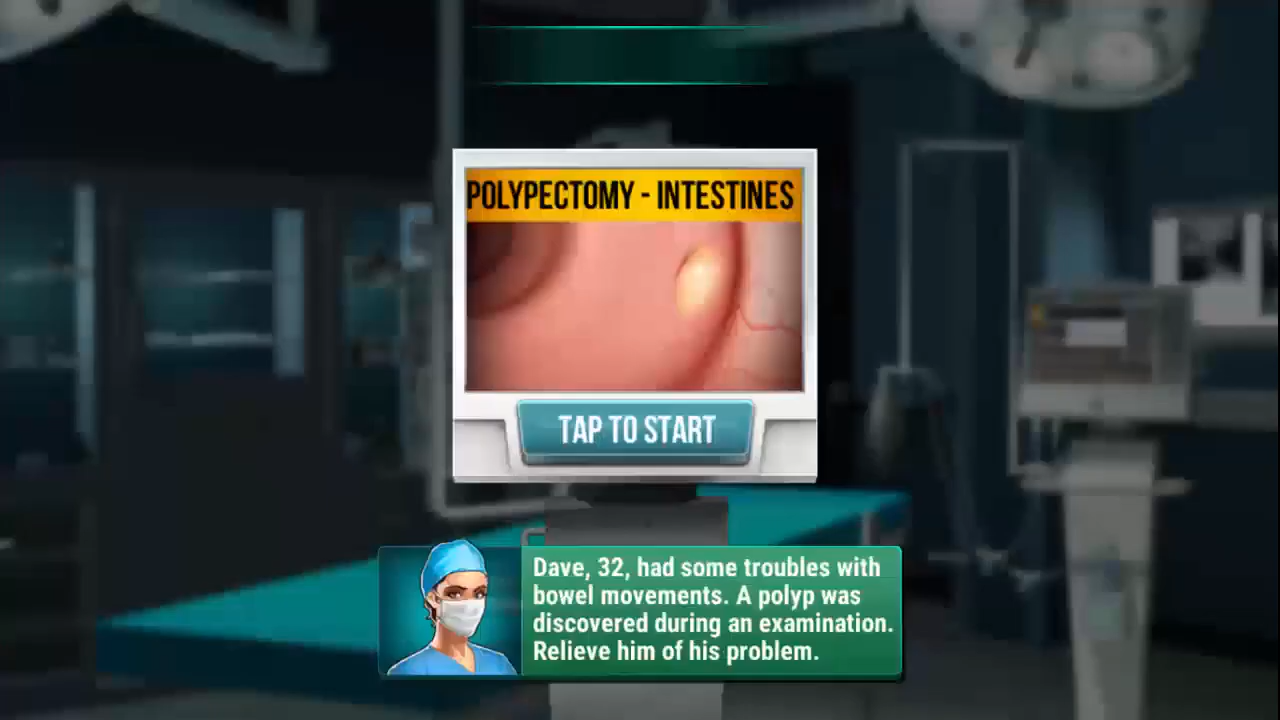 POLYPECTOMY - INTESTINES
TAP TO START
Dave, 32, had some troubles with
bowel movements. A polyp was
discovered during an examination.
Relieve him of his problem.